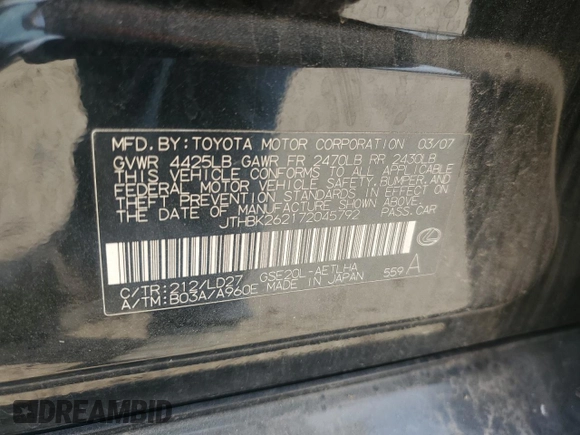 MFD. BY: TOYOTA MOTOR CORPORATION 03/07
GVWR 4425LB GAWR FR 2470LB RR 2430LB
THIS VEHICLE CONFORMS TO ALL APPLICABLE
FEDERAL MOTOR VEHICLE SAFETY, BUMPER, AND
THEFT PREVENTION STANDARDS IN EFFECT ON
THE DATE OF MANUFACTURE SHOWN ABOVE.
JTHBK262172045792 PASS. CAR
C/TR: 212/LD27 GSE20L-AETLHA
A/TM: B03A/A960E MADE IN JAPAN 559 A
DREAMBID